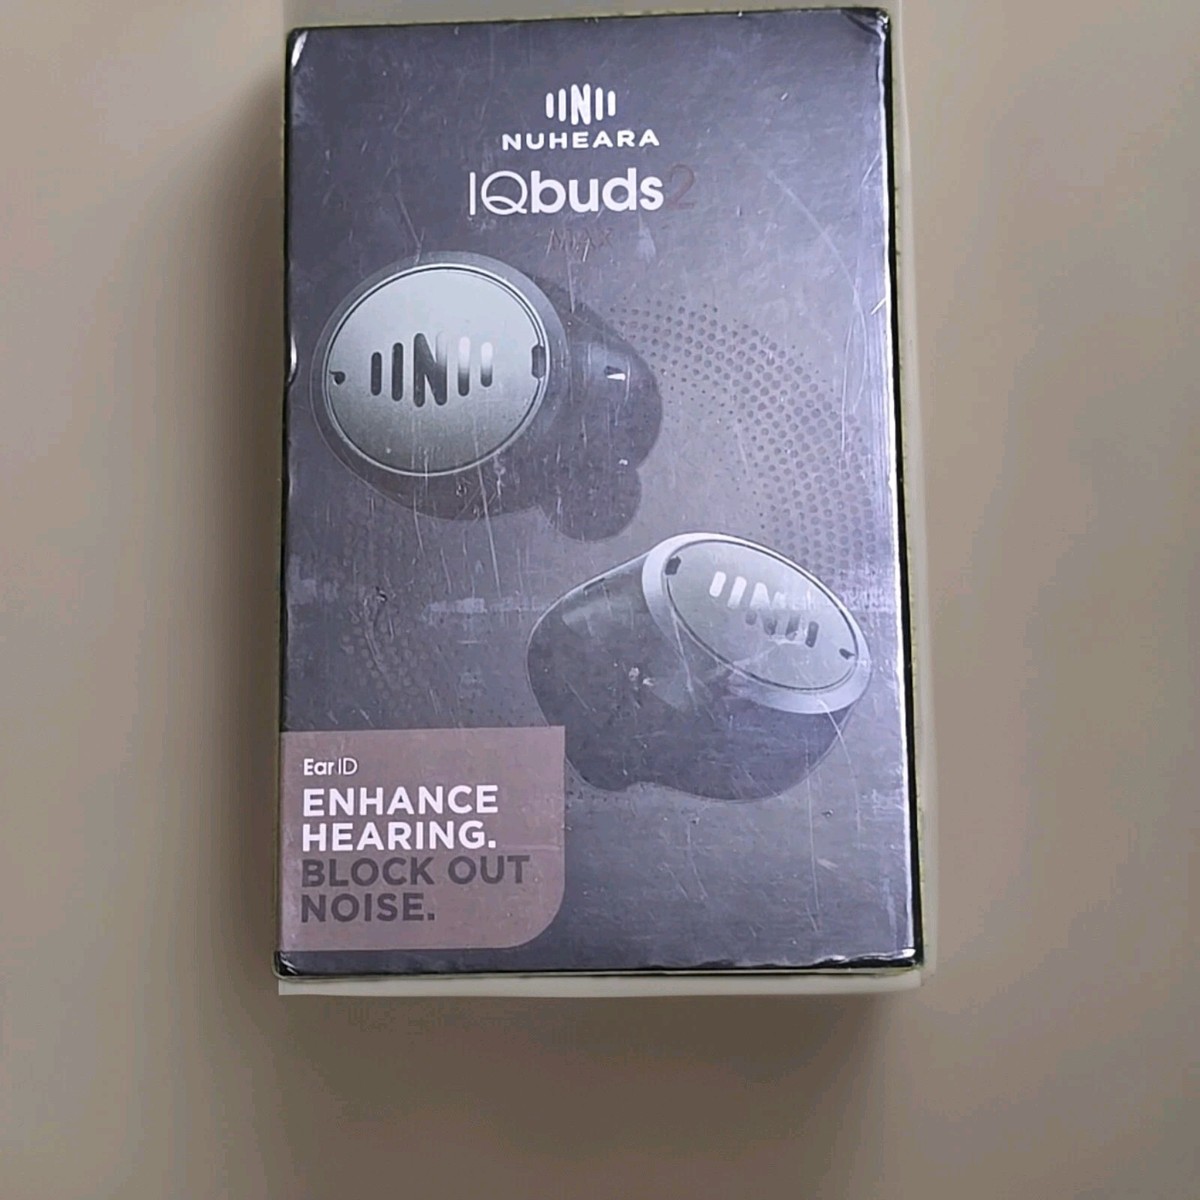 NUHEARA
IQbuds2
MAX
Ear ID
ENHANCE
HEARING.
BLOCK OUT
NOISE.